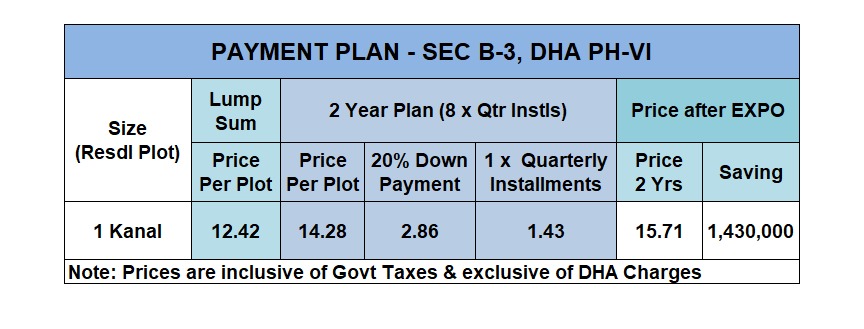 PAYMENT PLAN - SEC B-3, DHA PH-VI
Size
(Resdl Plot)
Lump
Sum
2 Year Plan (8 x Qtr Instls)
Price after EXPO
Price
Per Plot
Price
Per Plot
20% Down
Payment
1 x Quarterly
Installments
Price
2 Yrs
Saving
1 Kanal
12.42
14.28
2.86
1.43
15.71
1,430,000
Note: Prices are inclusive of Govt Taxes & exclusive of DHA Charges